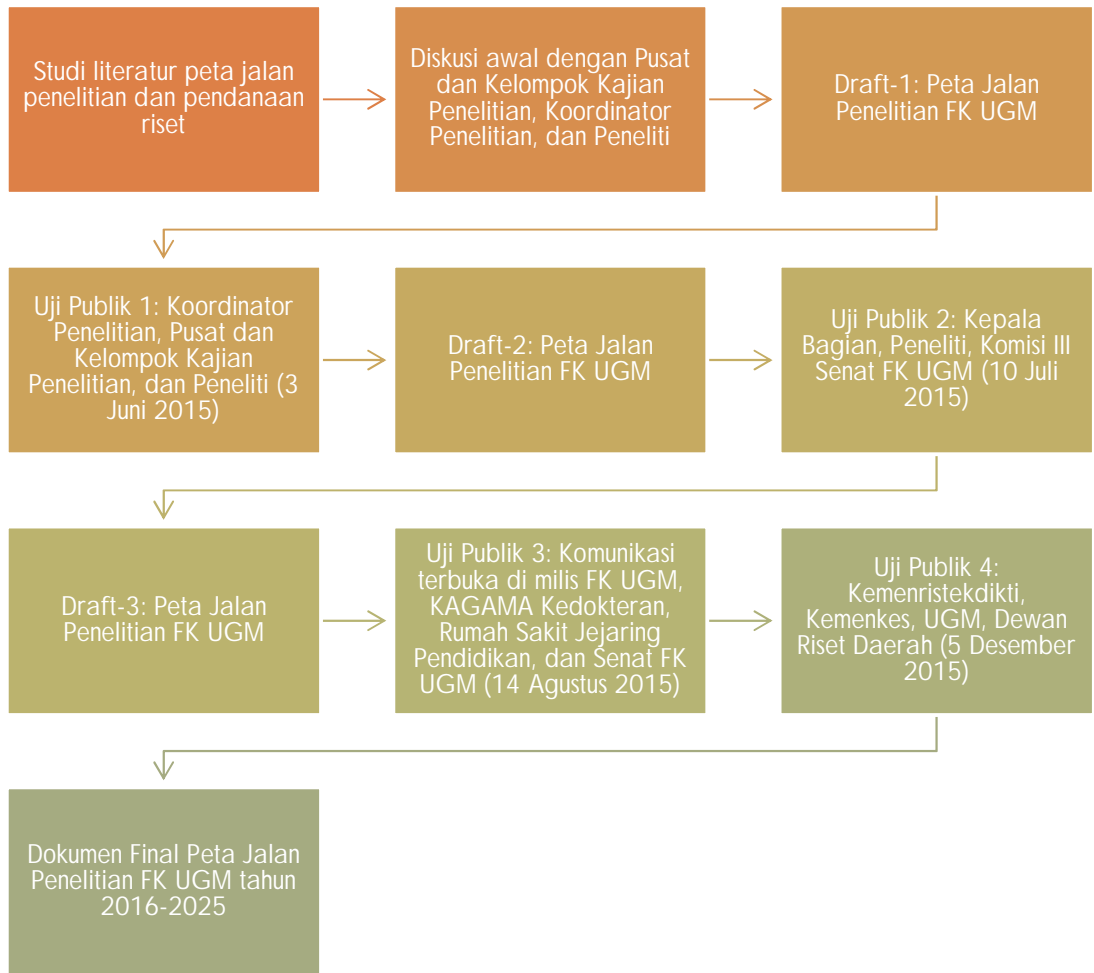 Studi literatur peta jalan
penelitian dan pendanaan
riset
Diskusi awal dengan Pusat
dan Kelompok Kajian
Penelitian, Koordinator
Penelitian, dan Peneliti
Draft-1: Peta Jalan
Penelitian FK UGM
Uji Publik 1: Koordinator
Penelitian, Pusat dan
Kelompok Kajian
Penelitian, dan Peneliti (3
Juni 2015)
Draft-2: Peta Jalan
Penelitian FK UGM
Uji Publik 2: Kepala
Bagian, Peneliti, Komisi III
Senat FK UGM (10 Juli
2015)
Draft-3: Peta Jalan
Penelitian FK UGM
Uji Publik 3: Komunikasi
terbuka di milis FK UGM,
KAGAMA Kedokteran,
Rumah Sakit Jejaring
Pendidikan, dan Senat FK
UGM (14 Agustus 2015)
Uji Publik 4:
Kemenristekdikti,
Kemenkes, UGM, Dewan
Riset Daerah (5 Desember
2015)
Dokumen Final Peta Jalan
Penelitian FK UGM tahun
2016-2025